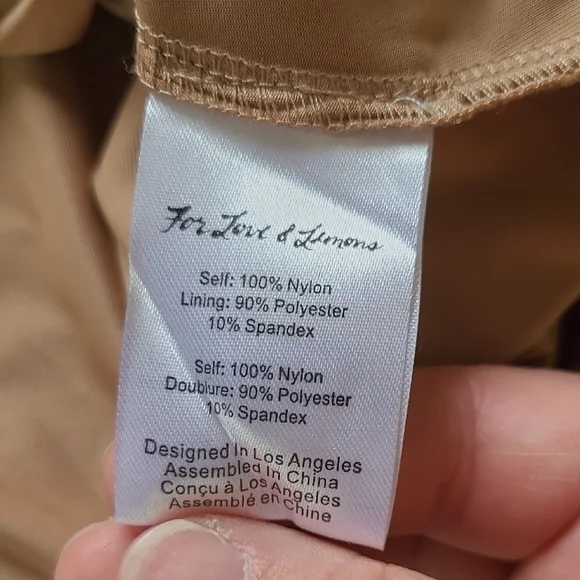 For Love & Lemons
Self: 100% Nylon
Lining: 90% Polyester
10% Spandex
Self: 100% Nylon
Doublure: 90% Polyester
10% Spandex
Designed In Los Angeles
Assembled In China
Conçu à Los Angeles
Assemblé en Chine